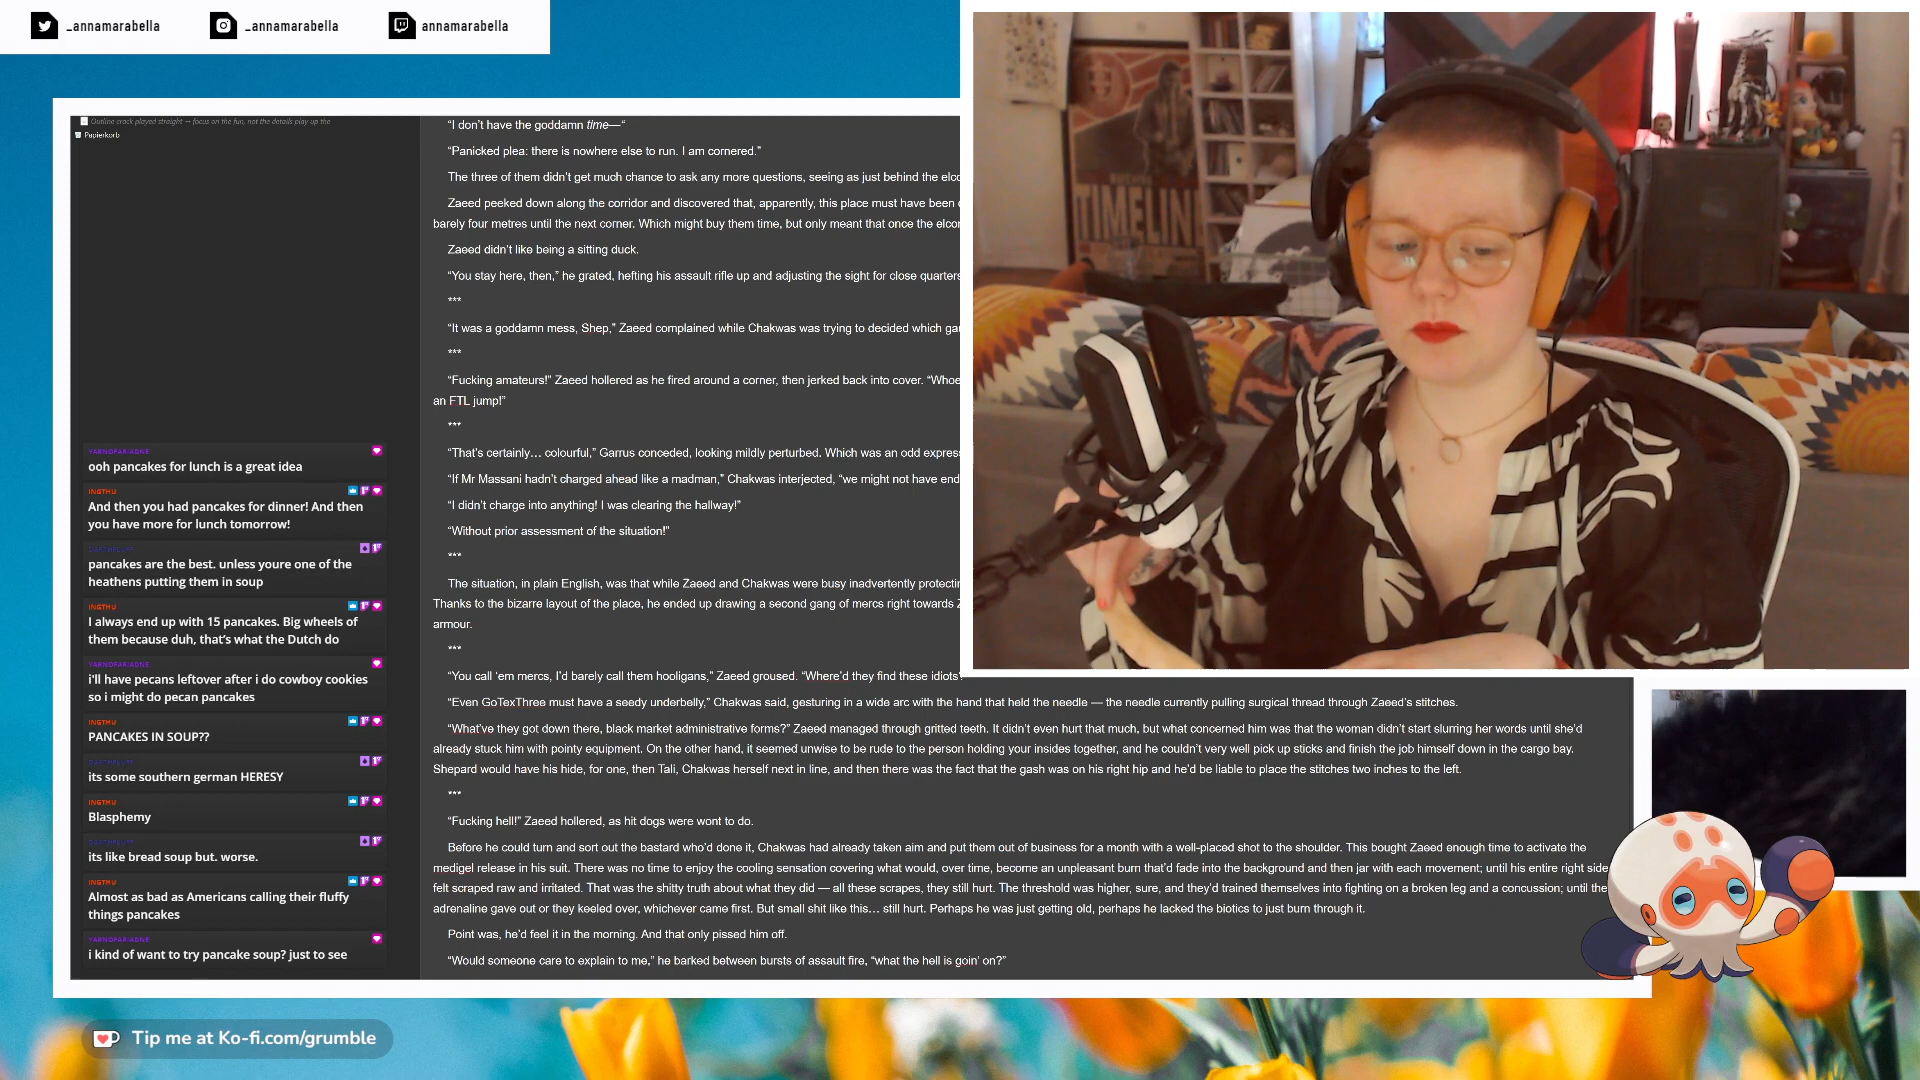 _annamarabella
_annamarabella
annamarabella
Outline crack played straight -- focus on the fun, not the details play up the
Papierkorb
“I don’t have the goddamn time—“
“Panicked plea: there is nowhere else to run. I am cornered.”
The three of them didn’t get much chance to ask any more questions, seeing as just behind the elco
Zaeed peeked down along the corridor and discovered that, apparently, this place must have been
barely four metres until the next corner. Which might buy them time, but only meant that once the elcor
Zaeed didn’t like being a sitting duck.
“You stay here, then,” he grated, hefting his assault rifle up and adjusting the sight for close quarters
***
“It was a goddamn mess, Shep,” Zaeed complained while Chakwas was trying to decided which ga
***
“Fucking amateurs!” Zaeed hollered as he fired around a corner, then jerked back into cover. “Whoe
an FTL jump!”
***
“That’s certainly… colourful,” Garrus conceded, looking mildly perturbed. Which was an odd expres
“If Mr Massani hadn’t charged ahead like a madman,” Chakwas interjected, “we might not have end
“I didn’t charge into anything! I was clearing the hallway!”
“Without prior assessment of the situation!”
***
The situation, in plain English, was that while Zaeed and Chakwas were busy inadvertently protectin
Thanks to the bizarre layout of the place, he ended up drawing a second gang of mercs right towards Z
armour.
***
“You call ‘em mercs, I’d barely call them hooligans,” Zaeed groused. “Where’d they find these idiots?
“Even GoTexThree must have a seedy underbelly,” Chakwas said, gesturing in a wide arc with the hand that held the needle — the needle currently pulling surgical thread through Zaeed’s stitches.
“What’ve they got down there, black market administrative forms?” Zaeed managed through gritted teeth. It didn’t even hurt that much, but what concerned him was that the woman didn’t start slurring her words until she’d
already stuck him with pointy equipment. On the other hand, it seemed unwise to be rude to the person holding your insides together, and he couldn’t very well pick up sticks and finish the job himself down in the cargo bay.
Shepard would have his hide, for one, then Tali, Chakwas herself next in line, and then there was the fact that the gash was on his right hip and he’d be liable to place the stitches two inches to the left.
***
“Fucking hell!” Zaeed hollered, as hit dogs were wont to do.
Before he could turn and sort out the bastard who’d done it, Chakwas had already taken aim and put them out of business for a month with a well-placed shot to the shoulder. This bought Zaeed enough time to activate the
medigel release in his suit. There was no time to enjoy the cooling sensation covering what would, over time, become an unpleasant burn that’d fade into the background and then jar with each movement; until his entire right side
felt scraped raw and irritated. That was the shitty truth about what they did — all these scrapes, they still hurt. The threshold was higher, sure, and they’d trained themselves into fighting on a broken leg and a concussion; until the
adrenaline gave out or they keeled over, whichever came first. But small shit like this… still hurt. Perhaps he was just getting old, perhaps he lacked the biotics to just burn through it.
Point was, he’d feel it in the morning. And that only pissed him off.
“Would someone care to explain to me,” he barked between bursts of assault fire, “what the hell is goin’ on?”
YARNOFARIADNE
ooh pancakes for lunch is a great idea
INGTHU
And then you had pancakes for dinner! And then
you have more for lunch tomorrow!
pancakes are the best. unless youre one of the
heathens putting them in soup
INGTHU
I always end up with 15 pancakes. Big wheels of
them because duh, that’s what the Dutch do
YARNOFARIADNE
i'll have pecans leftover after i do cowboy cookies
so i might do pecan pancakes
INGTHU
PANCAKES IN SOUP??
its some southern german HERESY
INGTHU
Blasphemy
its like bread soup but. worse.
INGTHU
Almost as bad as Americans calling their fluffy
things pancakes
YARNOFARIADNE
i kind of want to try pancake soup? just to see
TIMELINE
Tip me at Ko-fi.com/grumble